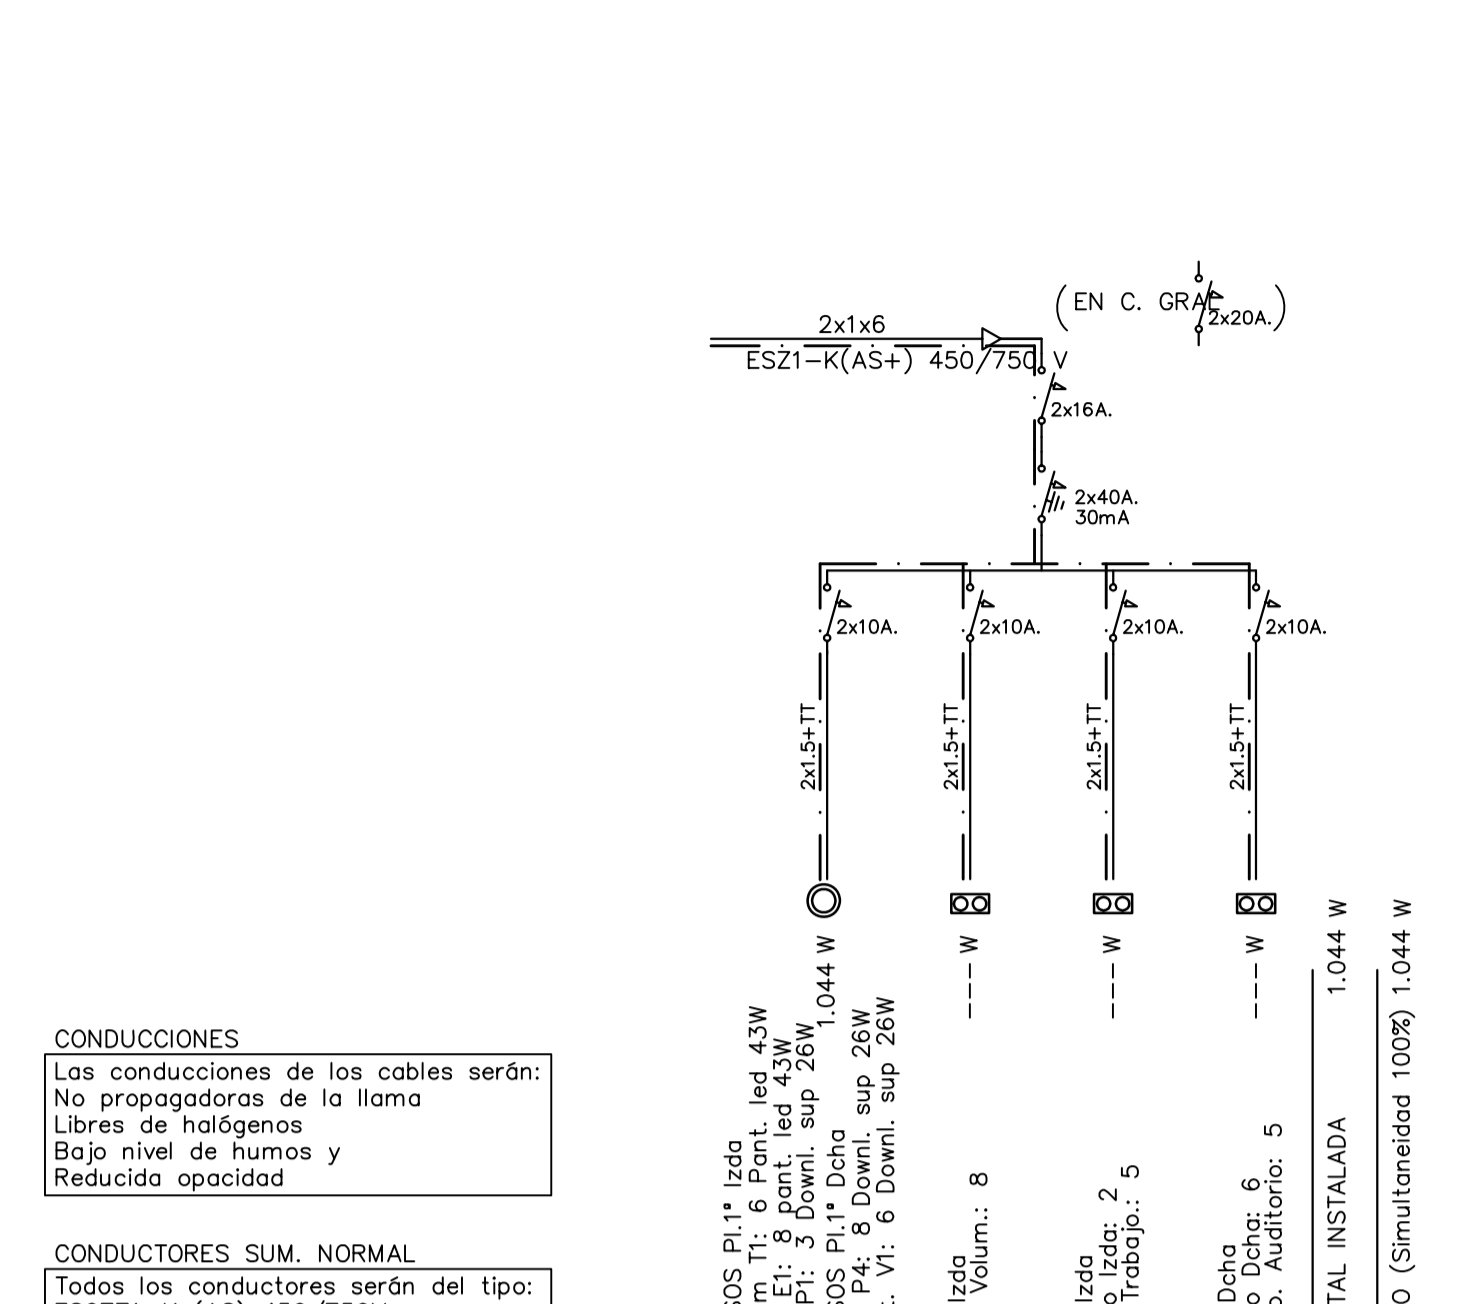 (EN C. GRAL
2x20A.)
2x1x6
ESZ1-K(AS+) 450/750 V
2x16A.
2x40A.
30mA
2x10A.
2x10A.
2x10A.
2x10A.
2x1.5+TT
2x1.5+TT
2x1.5+TT
2x1.5+TT
1.044 W
---- W
---- W
---- W
Pl.1ª Izda
T1: 6 Pant. led 43W
E1: 8 pant. led 43W
P1: 3 Downl. sup 26W
Pl.1ª Dcha
P4: 8 Downl. sup 26W
V1: 6 Downl. sup 26W
Izda
Volum.: 8
Izda
Izda: 2
Trabajo.: 5
Dcha
Dcha: 6
Auditorio: 5
INSTALADA 1.044 W
(Simultaneidad 100%) 1.044 W
CONDUCCIONES
Las conducciones de los cables serán:
No propagadoras de la llama
Libres de halógenos
Bajo nivel de humos y
Reducida opacidad
CONDUCTORES SUM. NORMAL
Todos los conductores serán del tipo: